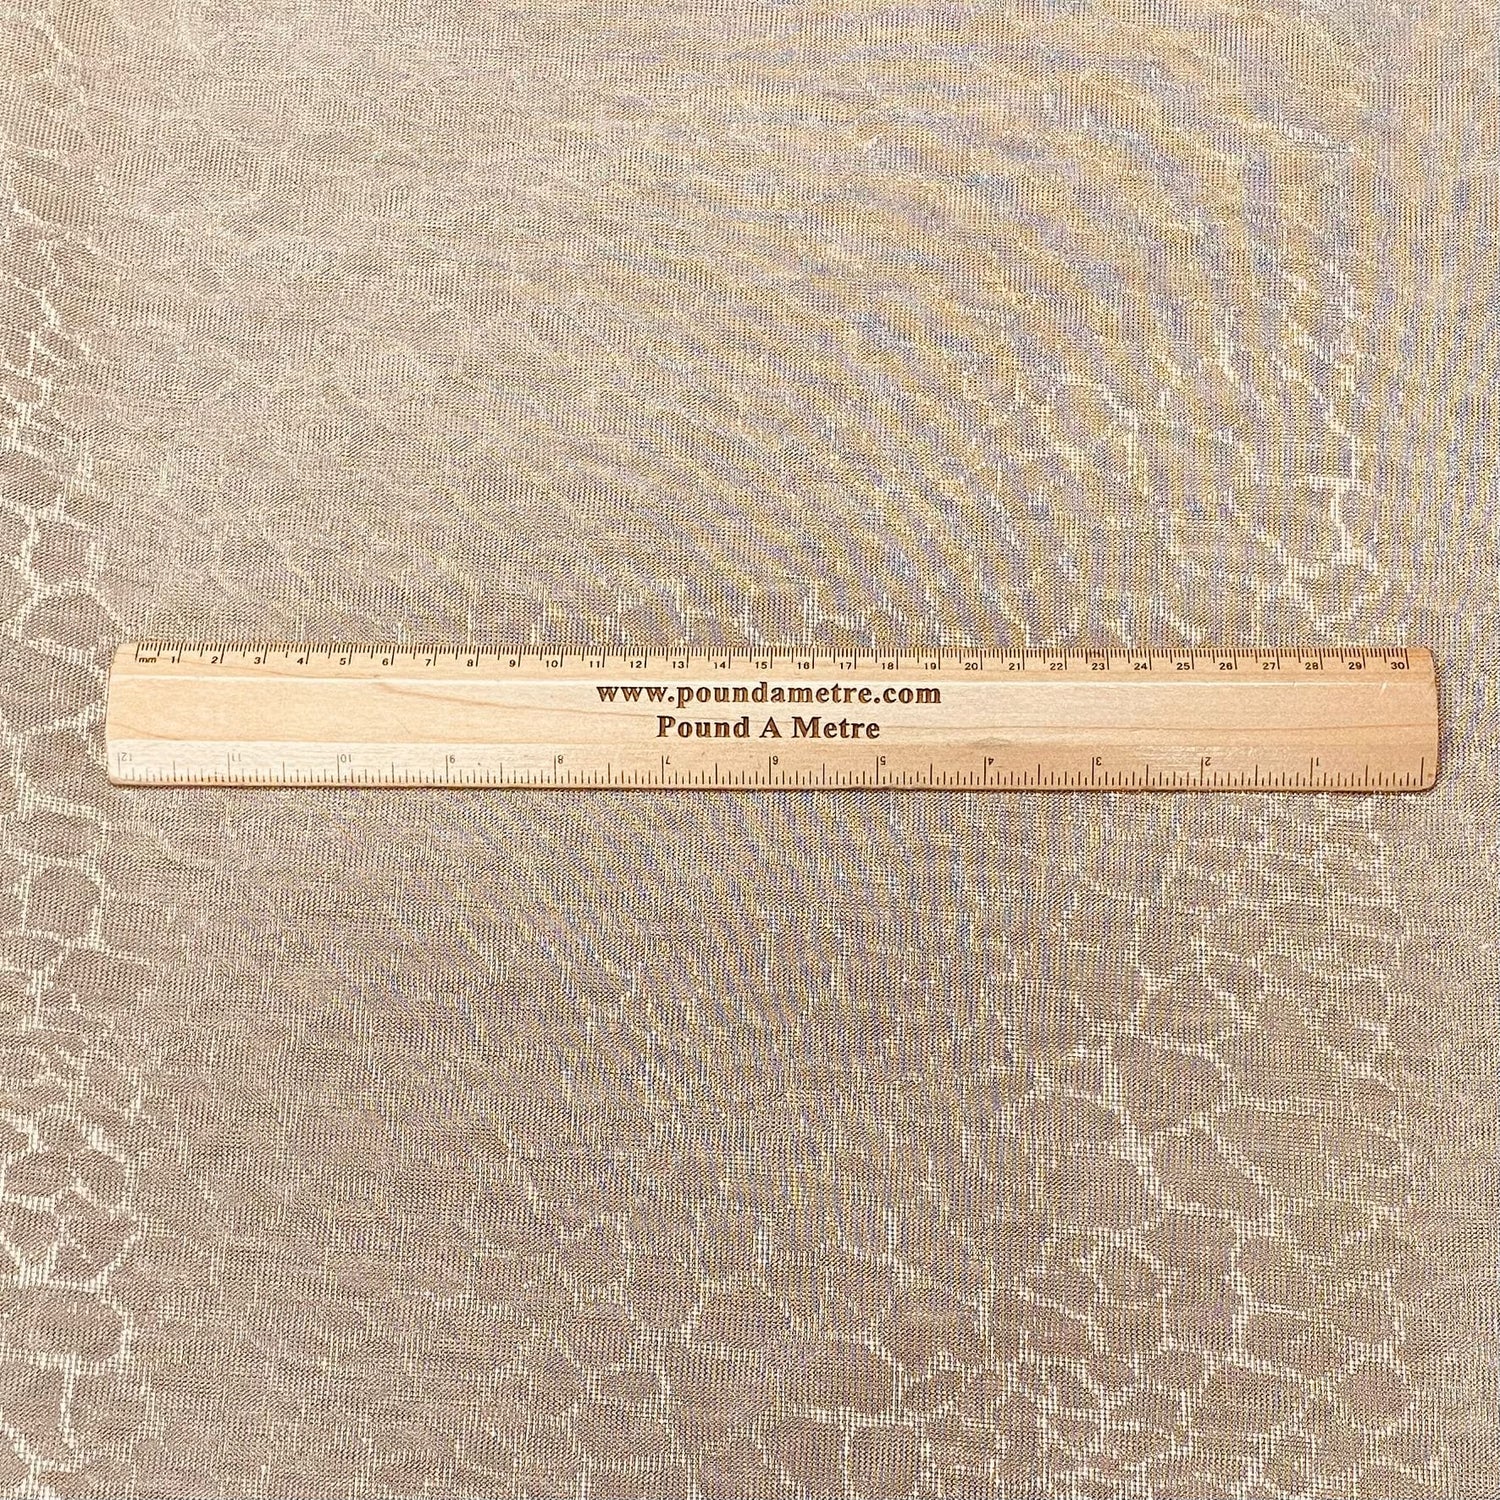 mm 1 2 3 4 5 6 7 8 9 10 11 12 13 14 15 16 17 18 19 20 21 22 23 24 25 26 27 28 29 30
www.poundametre.com
Pound A Metre
12 11 10 9 8 7 6 5 4 3 2 1